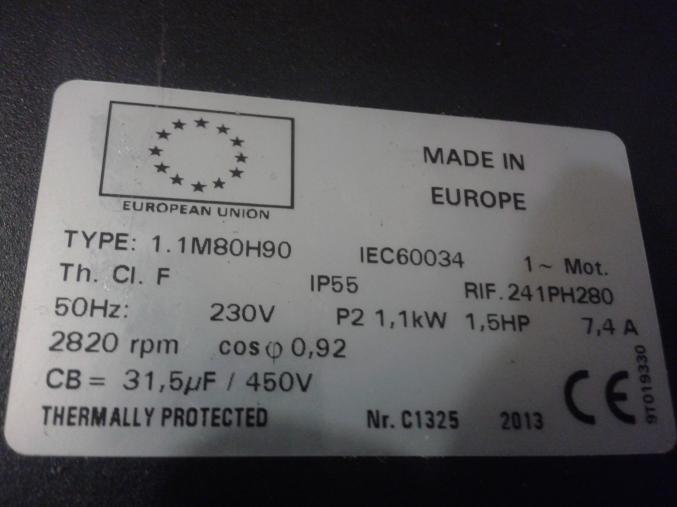 EUROPEAN UNION
MADE IN
EUROPE
TYPE: 1.1M80H90 IEC60034 1~ Mot.
Th. Cl. F IP55 RIF. 241PH280
50Hz: 230V P2 1,1kW 1,5HP 7,4 A
2820 rpm cos φ 0,92
CB = 31,5µF / 450V
THERMALLY PROTECTED Nr. C1325 2013 CE
9T019330